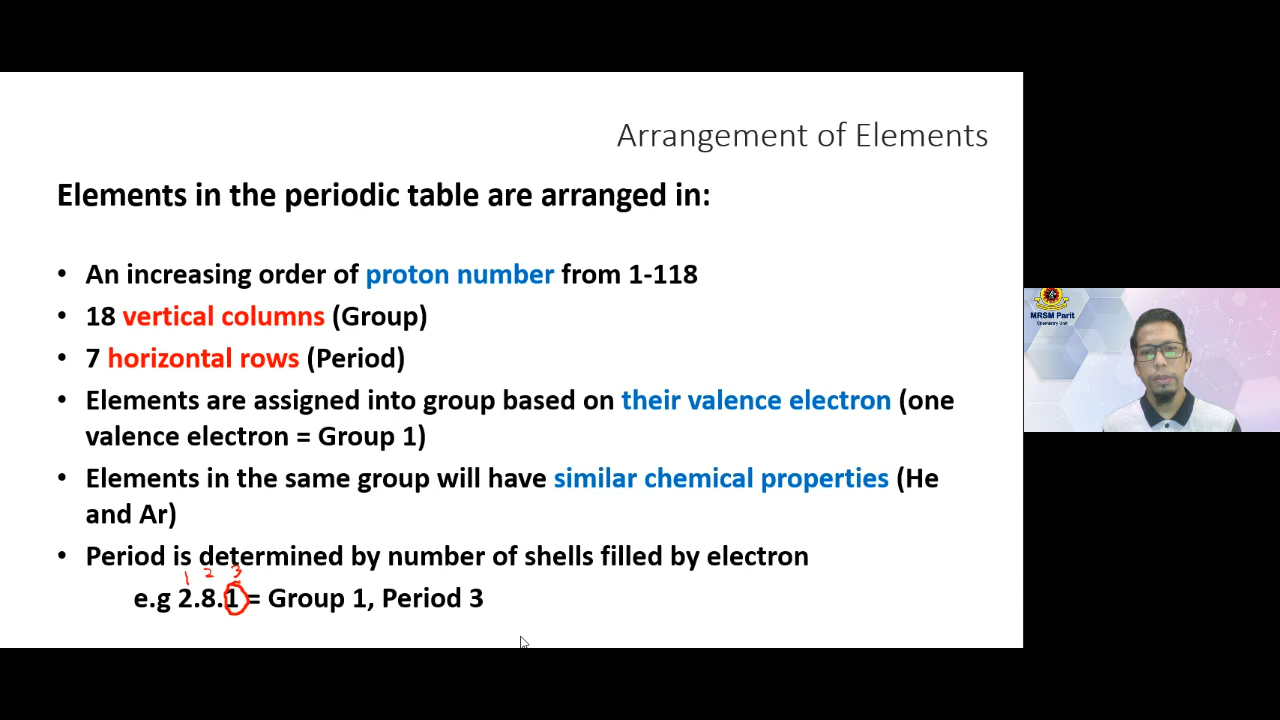 Arrangement of Elements
Elements in the periodic table are arranged in:
• An increasing order of proton number from 1-118
• 18 vertical columns (Group)
• 7 horizontal rows (Period)
• Elements are assigned into group based on their valence electron (one
valence electron = Group 1)
• Elements in the same group will have similar chemical properties (He
and Ar)
• Period is determined by number of shells filled by electron
1 2 3
e.g 2.8.1 = Group 1, Period 3
MRSM Parit
Chemistry Unit